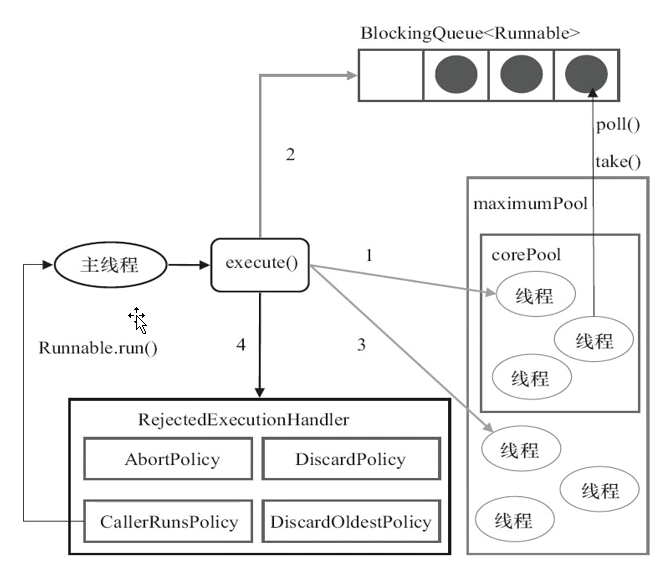 BlockingQueue<Runnable>
poll()
2
take()
maximumPool
corePool
主线程
execute()
1
线程
线程
Runnable.run()
4
3
线程
RejectedExecutionHandler
线程
AbortPolicy
DiscardPolicy
线程
CallerRunsPolicy
DiscardOldestPolicy
线程